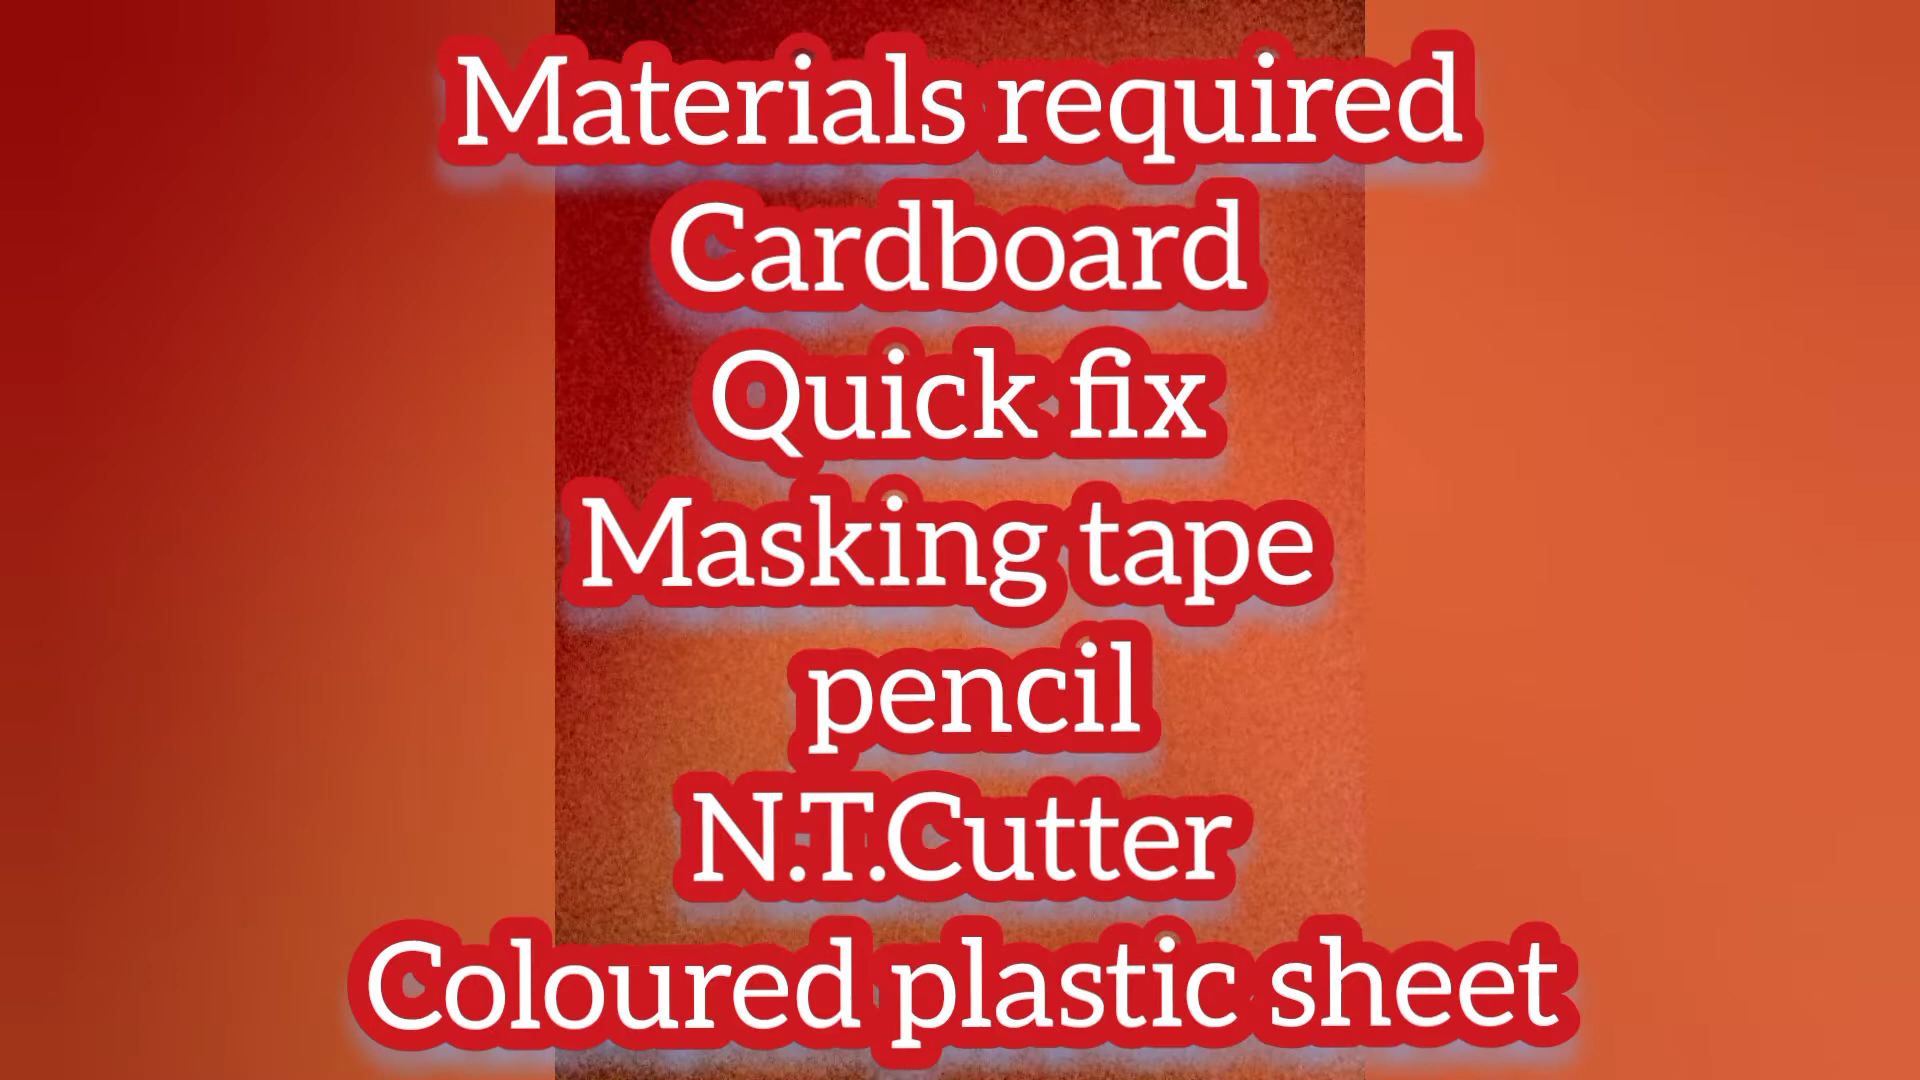 Materials required
Cardboard
Quick fix
Masking tape
pencil
N.T.Cutter
Coloured plastic sheet